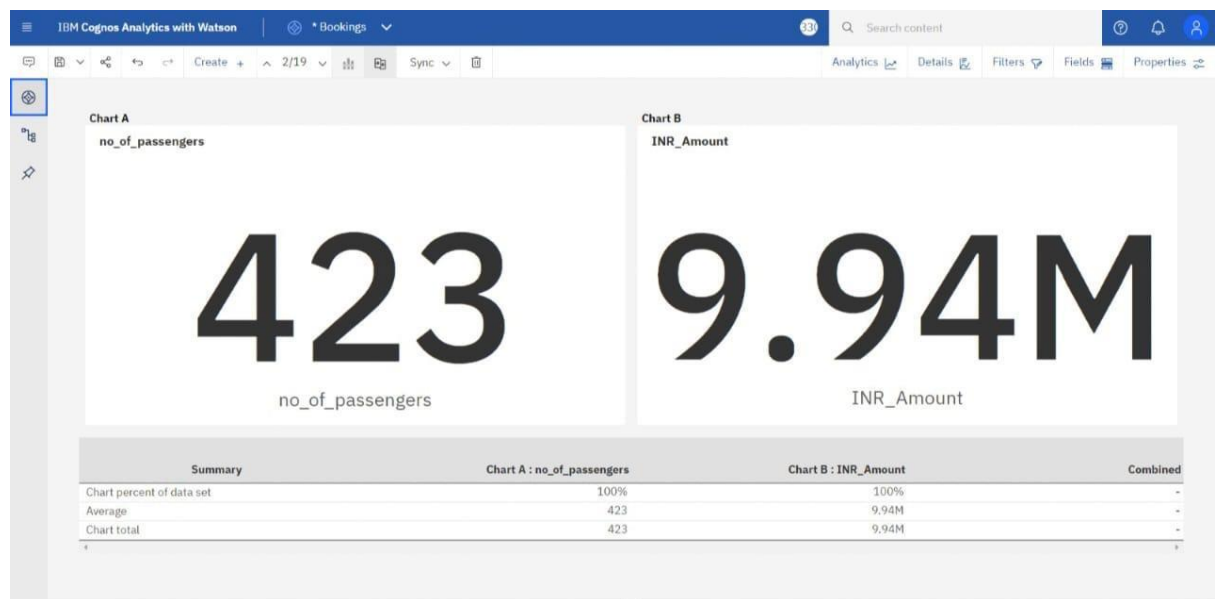 IBM Cognos Analytics with Watson * Bookings Search content
Create + 2/19 Sync Analytics Details Filters Fields Properties
Chart A
no_of_passengers
423
no_of_passengers
Chart B
INR_Amount
9.94M
INR_Amount
Summary Chart A : no_of_passengers Chart B : INR_Amount Combined
Chart percent of data set 100% 100% -
Average 423 9.94M -
Chart total 423 9.94M -